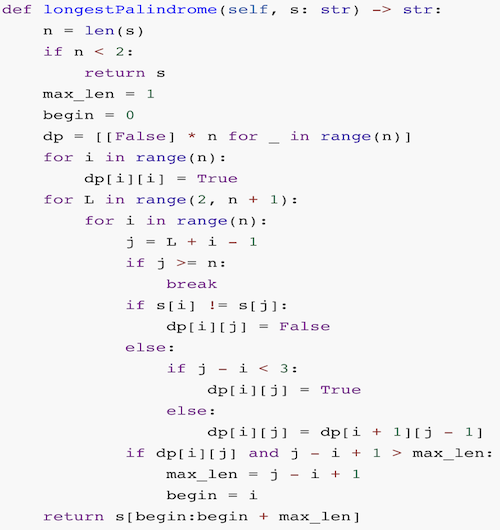 def longestPalindrome(self, s: str) -> str:
    n = len(s)
    if n < 2:
        return s
    max_len = 1
    begin = 0
    dp = [[False] * n for _ in range(n)]
    for i in range(n):
        dp[i][i] = True
    for L in range(2, n + 1):
        for i in range(n):
            j = L + i - 1
            if j >= n:
                break
            if s[i] != s[j]:
                dp[i][j] = False
            else:
                if j - i < 3:
                    dp[i][j] = True
                else:
                    dp[i][j] = dp[i + 1][j - 1]
            if dp[i][j] and j - i + 1 > max_len:
                max_len = j - i + 1
                begin = i
    return s[begin:begin + max_len]